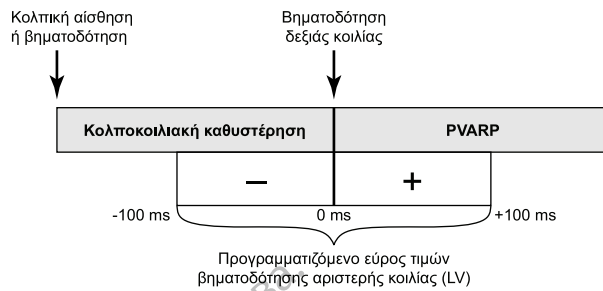 Κολπική αίσθηση
ή βηματοδότηση
Βηματοδότηση
δεξιάς κοιλίας
Κολποκοιλιακή καθυστέρηση
PVARP
− +
-100 ms
0 ms
+100 ms
Προγραμματιζόμενο εύρος τιμών
βηματοδότησης αριστερής κοιλίας (LV)